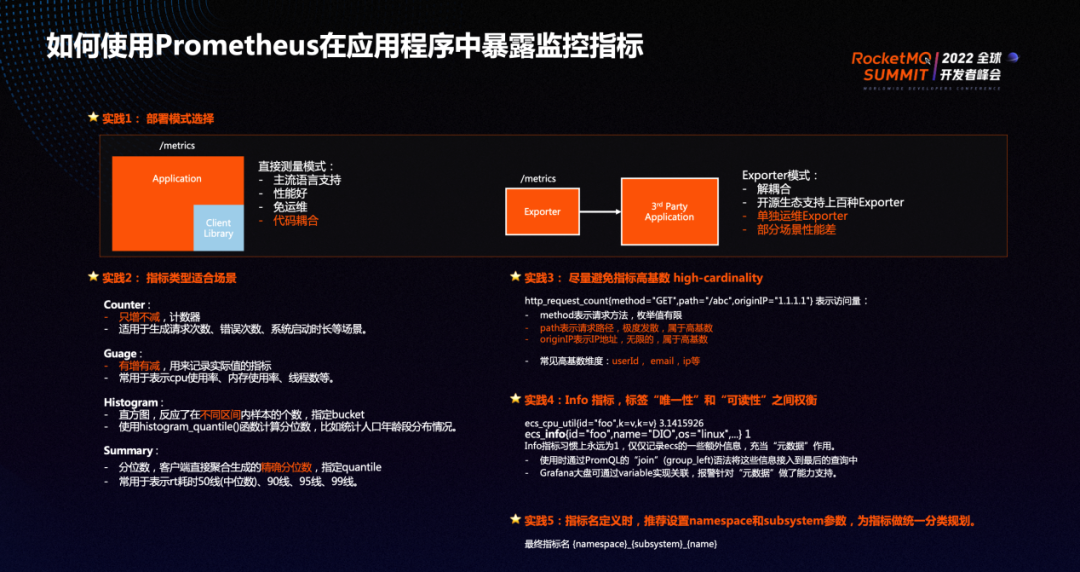 如何使用Prometheus在应用程序中暴露监控指标
RocketMQ SUMMIT
2022 全球开发者峰会
WORLDWIDE DEVELOPERS CONFERENCE
实践1： 部署模式选择
/metrics
Application
Client Library
直接测量模式：
- 主流语言支持
- 性能好
- 免运维
- 代码耦合
/metrics
Exporter
3rd Party Application
Exporter模式：
- 解耦合
- 开源生态支持上百种Exporter
- 单独运维Exporter
- 部分场景性能差
实践2： 指标类型适合场景
Counter：
- 只增不减，计数器
- 适用于生成请求次数、错误次数、系统启动时长等场景。
Guage：
- 有增有减，用来记录实际值的指标
- 常用于表示cpu使用率、内存使用率、线程数等。
Histogram：
- 直方图，反应了在不同区间内样本的个数，指定bucket
- 使用histogram_quantile()函数计算分位数，比如统计人口年龄段分布情况。
Summary：
- 分位数，客户端直接聚合生成的精确分位数，指定quantile
- 常用于表示rt耗时50线(中位数)、90线、95线、99线。
实践3： 尽量避免指标高基数 high-cardinality
http_request_count{method="GET",path="/abc",originIP="1.1.1.1"} 表示访问量：
- method表示请求方法，枚举值有限
- path表示请求路径，极度发散，属于高基数
- originIP表示IP地址，无限的，属于高基数
- 常见高基数维度：userId， email，ip等
实践4：Info 指标，标签“唯一性”和“可读性”之间权衡
ecs_cpu_util{id="foo",k=v,k=v} 3.1415926
ecs_info{id="foo",name="DIO",os="linux",...} 1
Info指标习惯上永远为1，仅仅记录ecs的一些额外信息，充当“元数据”作用。
- 使用时通过PromQL的“join”(group_left)语法将这些信息接入到最后的查询中
- Grafana大盘可通过variable实现关联，报警针对“元数据”做了能力支持。
实践5：指标名定义时，推荐设置namespace和subsystem参数，为指标做统一分类规划。
最终指标名 {namespace}_{subsystem}_{name}